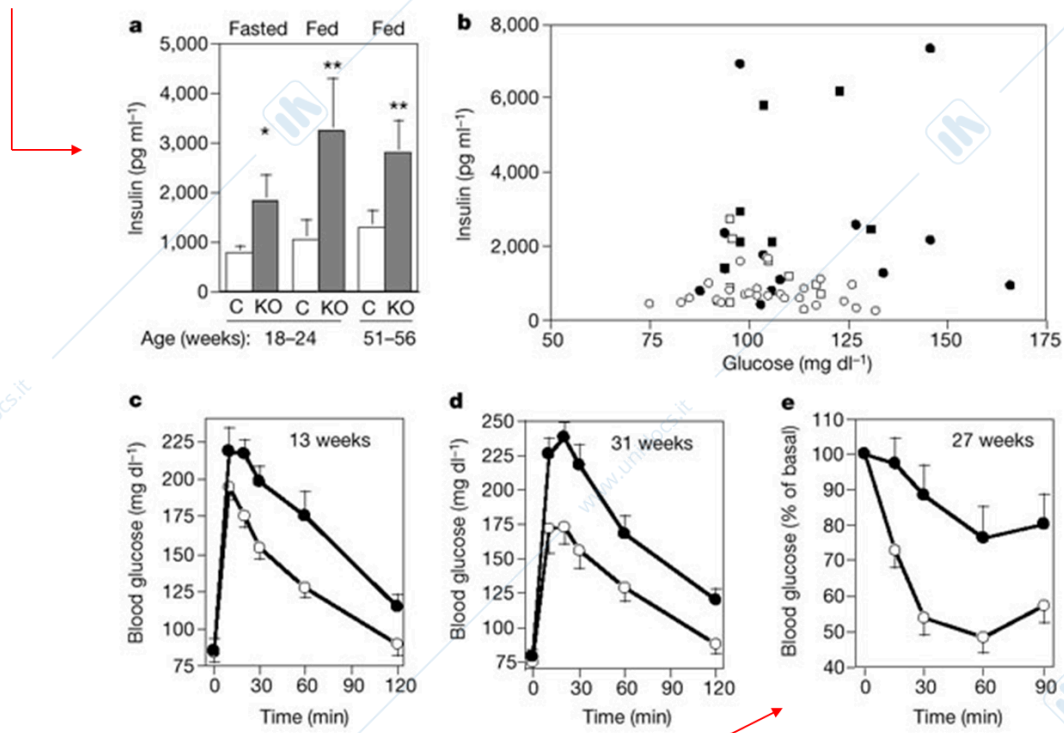 a
Fasted Fed Fed
5,000
4,000
3,000
2,000
1,000
0
Insulin (pg ml⁻¹)
* ** **
C KO C KO C KO
Age (weeks): 18–24 51–56
b
8,000
6,000
4,000
2,000
0
Insulin (pg ml⁻¹)
50 75 100 125 150 175
Glucose (mg dl⁻¹)
c
13 weeks
225
200
175
150
125
100
75
Blood glucose (mg dl⁻¹)
0 30 60 90 120
Time (min)
d
31 weeks
250
225
200
175
150
125
100
75
Blood glucose (mg dl⁻¹)
0 30 60 90 120
Time (min)
e
27 weeks
110
100
90
80
70
60
50
40
Blood glucose (% of basal)
0 30 60 90
Time (min)